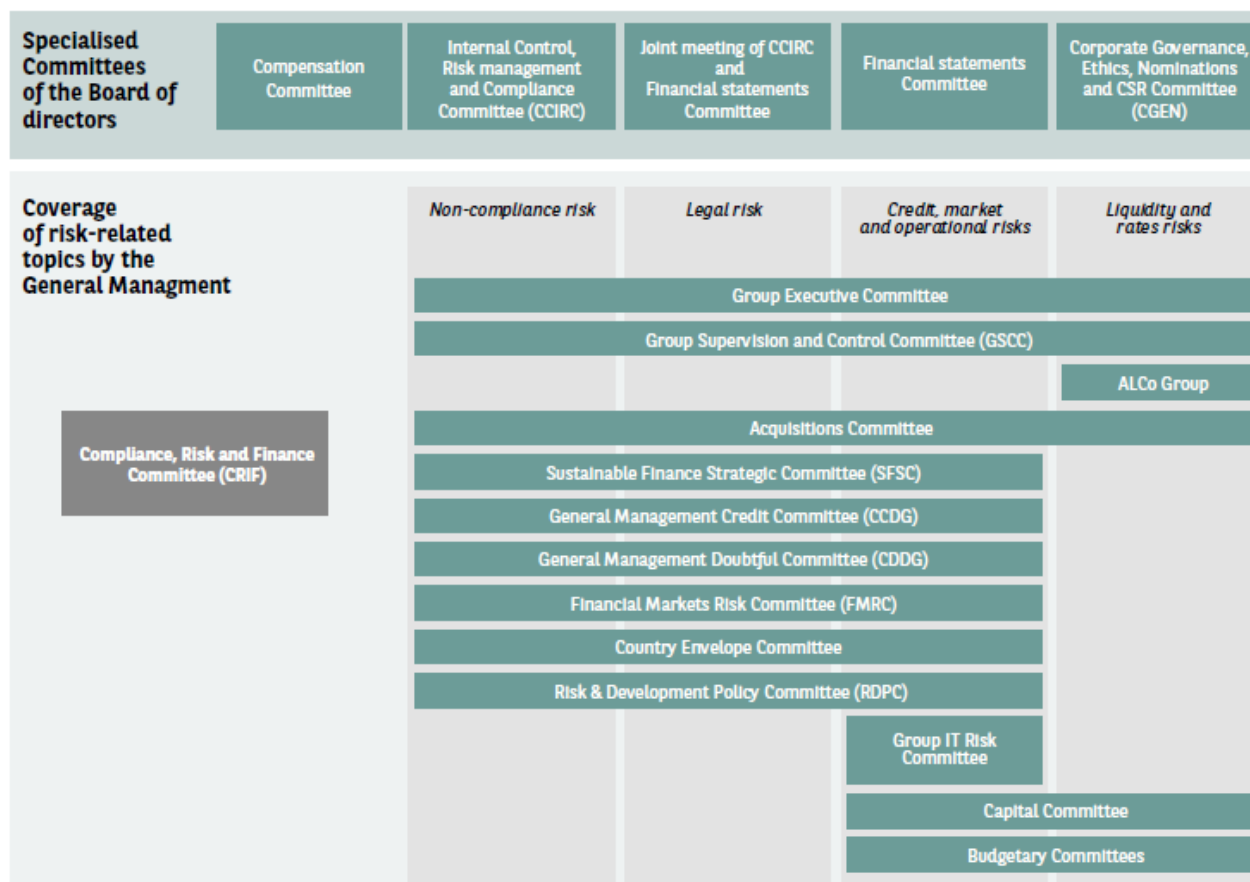 Specialised
Committees
of the Board of
directors
Compensation
Committee
Internal Control,
Risk management
and Compliance
Committee (CCIRC)
Joint meeting of CCIRC
and
Financial statements
Committee
Financial statements
Committee
Corporate Governance,
Ethics, Nominations
and CSR Committee
(CGEN)
Coverage
of risk-related
topics by the
General Managment
Non-compliance risk
Legal risk
Credit, market
and operational risks
Liquidity and
rates risks
Group Executive Committee
Group Supervision and Control Committee (GSCC)
ALCo Group
Acquisitions Committee
Compliance, Risk and Finance
Committee (CRIF)
Sustainable Finance Strategic Committee (SFSC)
General Management Credit Committee (CCDG)
General Management Doubtful Committee (CDDG)
Financial Markets Risk Committee (FMRC)
Country Envelope Committee
Risk & Development Policy Committee (RDPC)
Group IT Risk
Committee
Capital Committee
Budgetary Committees